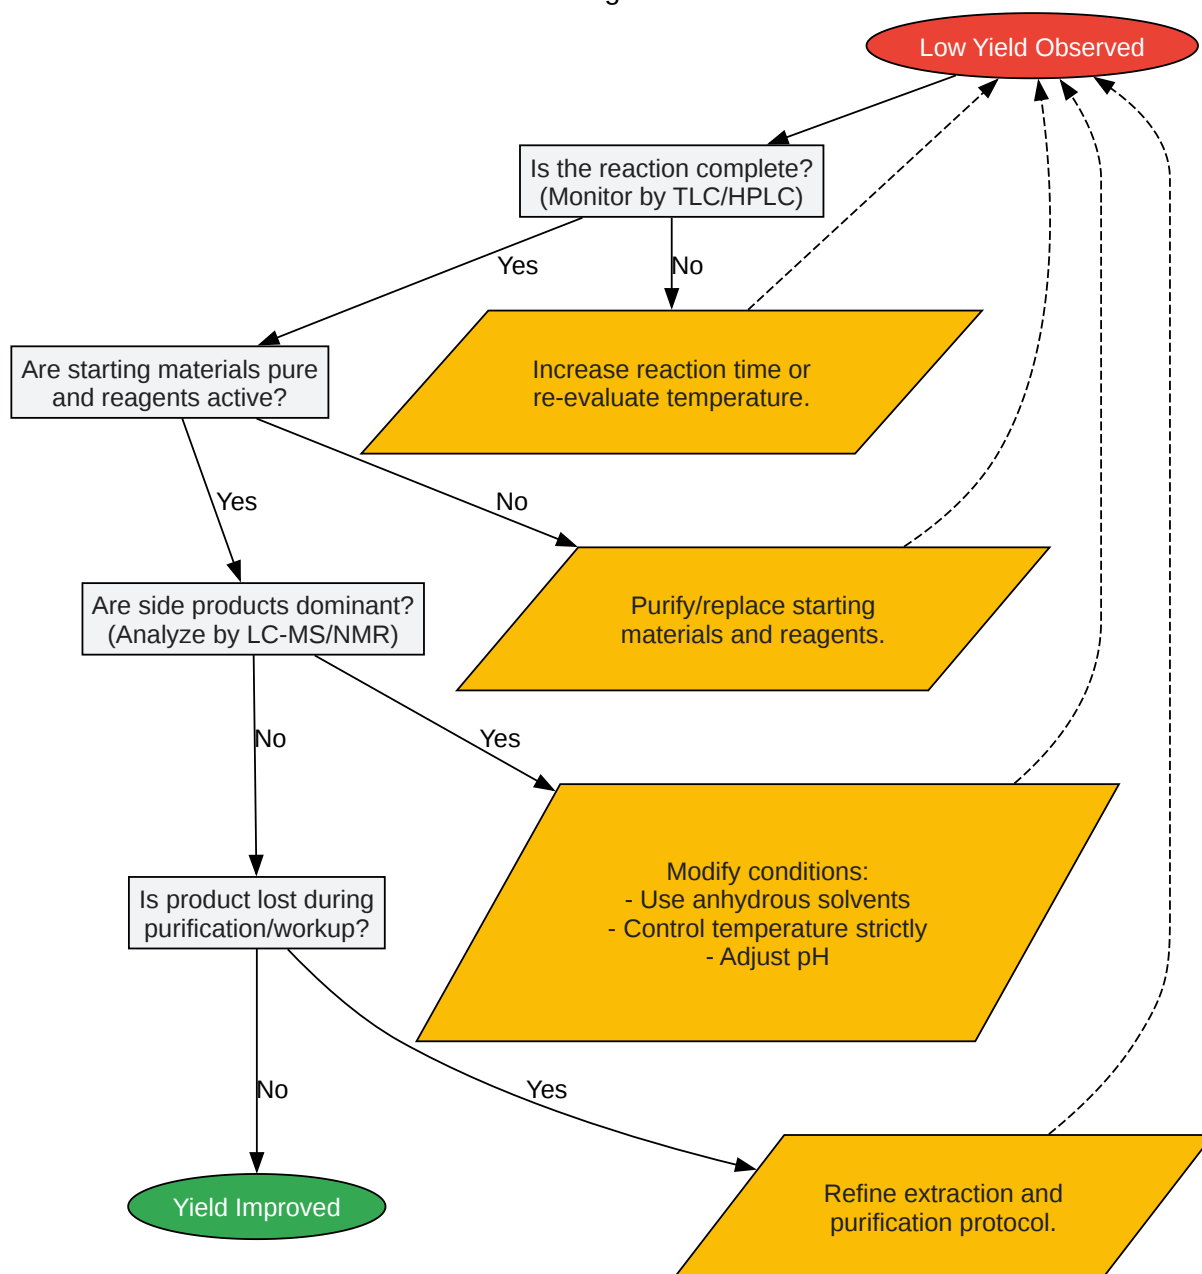 Low Yield Observed
Is the reaction complete?
(Monitor by TLC/HPLC)
Yes
No
Are starting materials pure
and reagents active?
Increase reaction time or
re-evaluate temperature.
Yes
No
Are side products dominant?
(Analyze by LC-MS/NMR)
Purify/replace starting
materials and reagents.
No
Yes
Modify conditions:
- Use anhydrous solvents
- Control temperature strictly
- Adjust pH
Is product lost during
purification/workup?
No
Yes
Yield Improved
Refine extraction and
purification protocol.